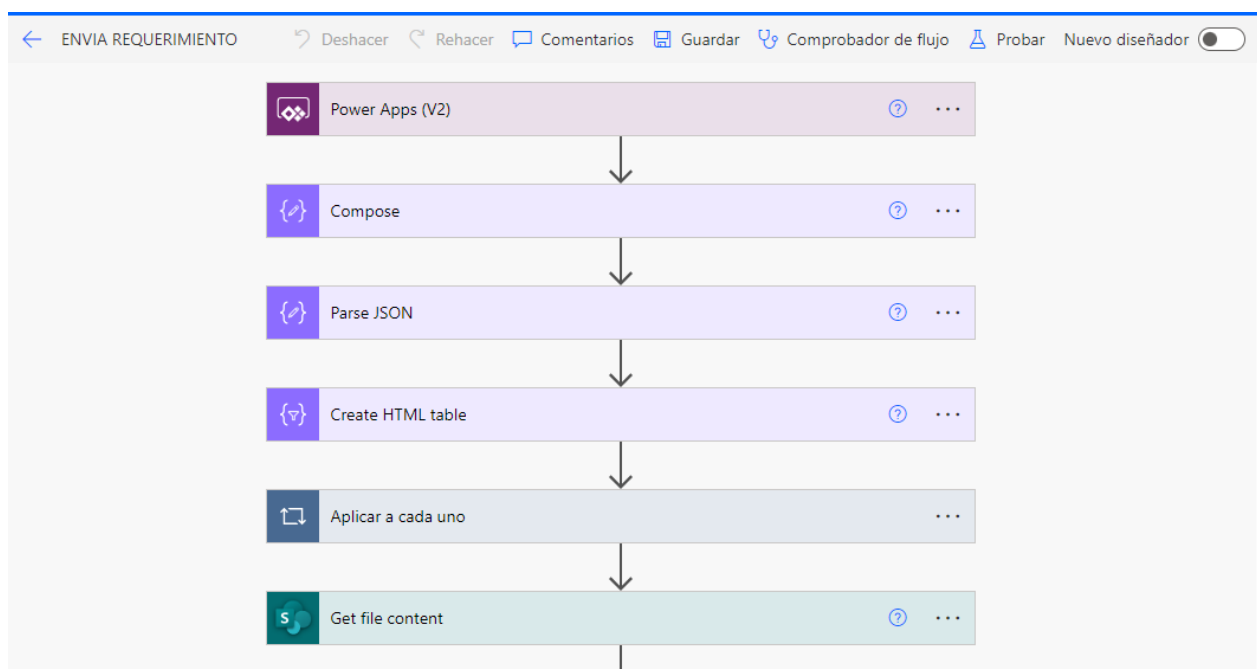 ENVIA REQUERIMIENTO Deshacer Rehacer Comentarios Guardar Comprobador de flujo Probar Nuevo diseñador
Power Apps (V2)
Compose
Parse JSON
Create HTML table
Aplicar a cada uno
Get file content